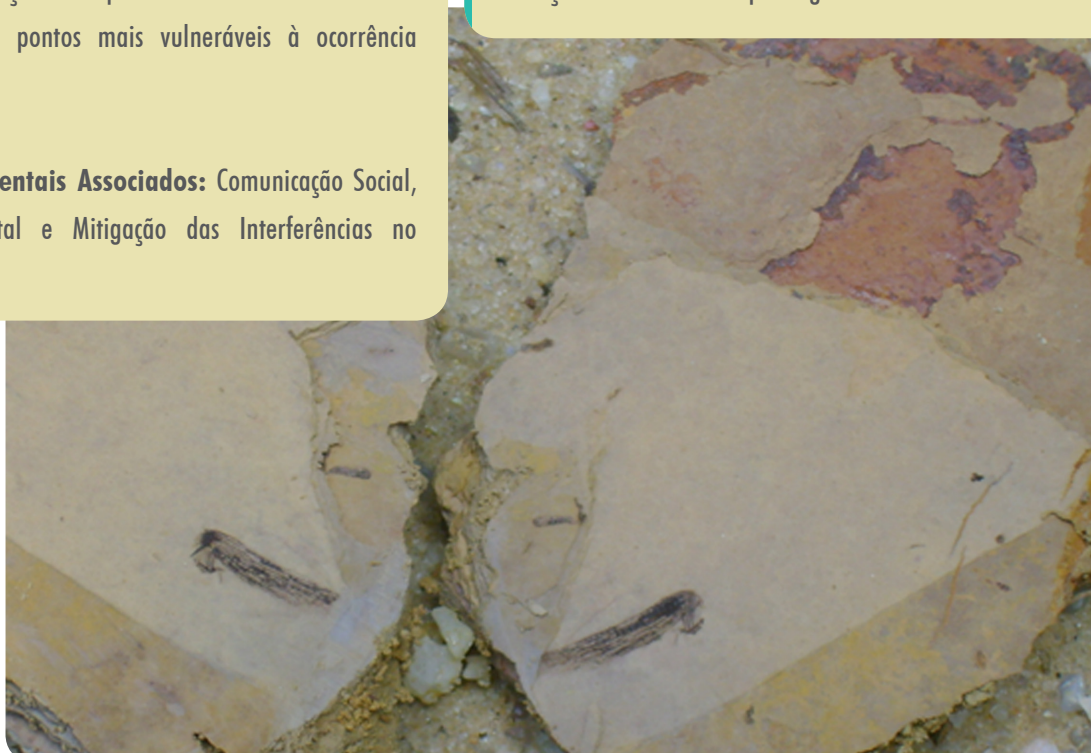 pontos mais vulneráveis à ocorrência
entais Associados: Comunicação Social,
tal e Mitigação das Interferências no